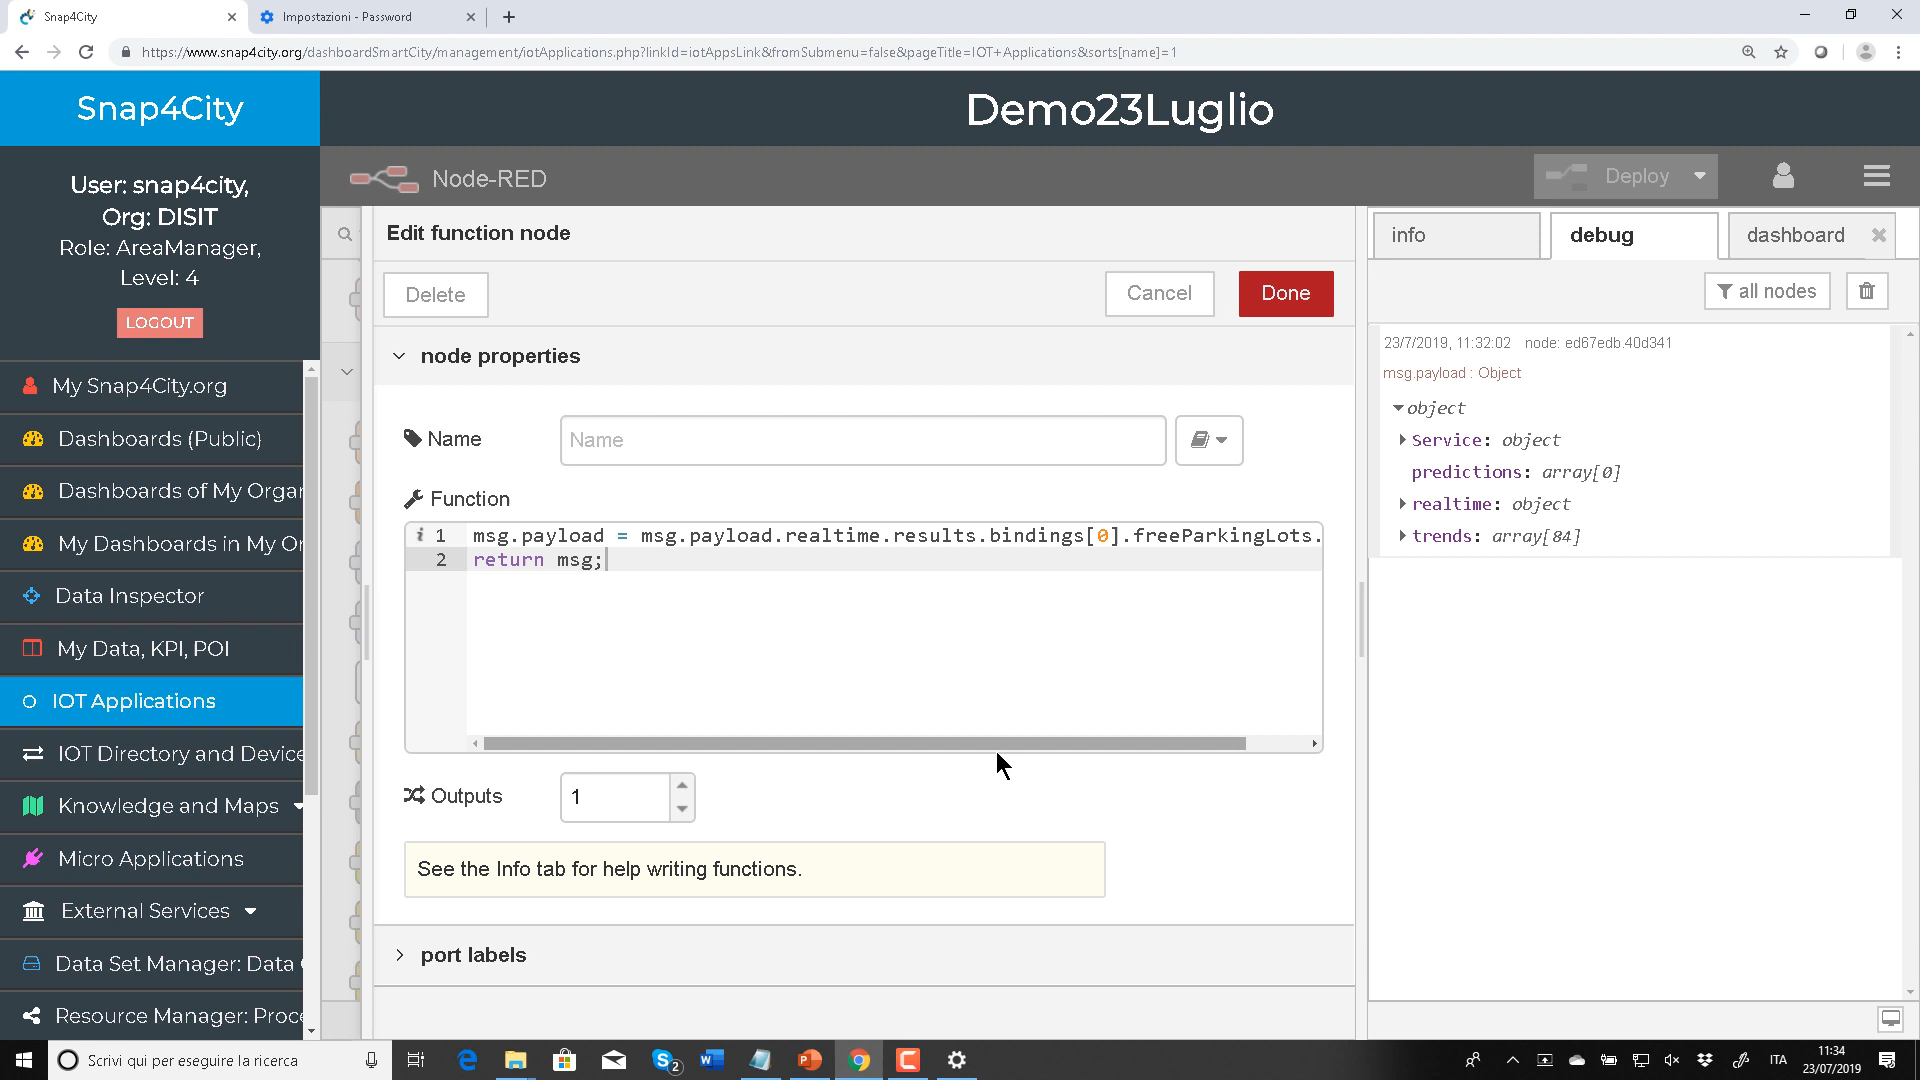 Snap4City
Impostazioni - Password
https://www.snap4city.org/dashboardSmartCity/management/iotApplications.php?linkId=iotAppsLink&fromSubmenu=false&pageTitle=IOT+Applications&sorts[name]=1
Snap4City
Demo23Luglio
User: snap4city,
Org: DISIT
Role: AreaManager,
Level: 4
LOGOUT
My Snap4City.org
Dashboards (Public)
Dashboards of My Organ
My Dashboards in My Or
Data Inspector
My Data, KPI, POI
IOT Applications
IOT Directory and Device
Knowledge and Maps
Micro Applications
External Services
Data Set Manager: Data
Resource Manager: Proce
Node-RED
Deploy
Edit function node
Delete
Cancel
Done
node properties
Name
Name
Function
1 msg.payload = msg.payload.realtime.results.bindings[0].freeParkingLots.
2 return msg;
Outputs
1
See the Info tab for help writing functions.
port labels
info
debug
dashboard
all nodes
23/7/2019, 11:32:02 node: ed67edb.40d341
msg.payload : Object
object
Service: object
predictions: array[0]
realtime: object
trends: array[84]
Scrivi qui per eseguire la ricerca
2
ITA
11:34
23/07/2019